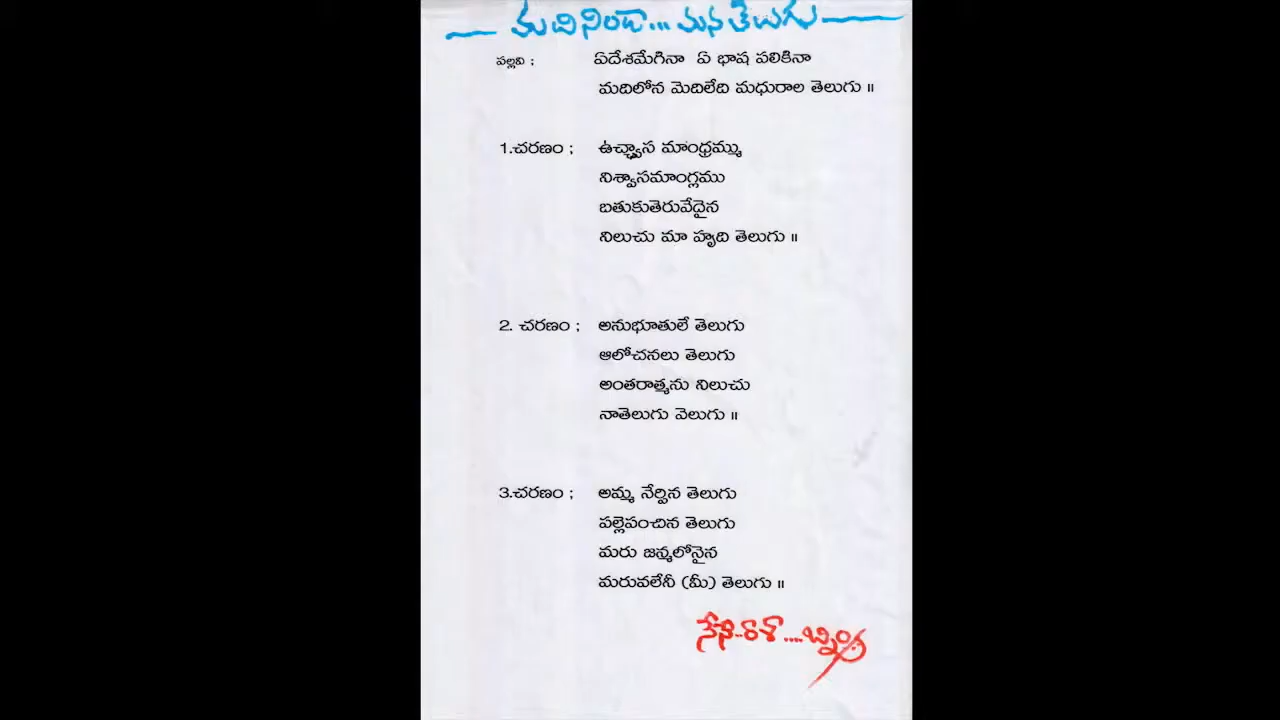 మదినిండా... మన తెలుగు
పల్లవి ; ఏదేశమేగినా ఏ భాష పలికినా
మదిలోన మెదిలేది మధురాల తెలుగు ॥
1.చరణం ; ఉచ్ఛ్వాస మాంధ్రమ్ము
నిశ్వాసమాంగ్లము
బతుకుతెరువేదైన
నిలుచు మా హృది తెలుగు ॥
2. చరణం ; అనుభూతులే తెలుగు
ఆలోచనలు తెలుగు
అంతరాత్మను నిలుచు
నాతెలుగు వెలుగు ॥
3.చరణం ; అమ్మ నేర్పిన తెలుగు
పల్లెపంచిన తెలుగు
మరు జన్మలోనైన
మరువలేనీ (మీ) తెలుగు ॥